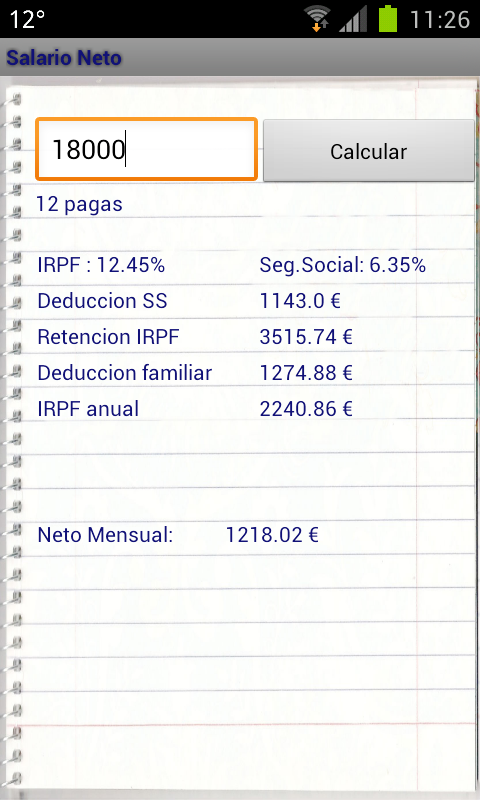 12° 11:26
Salario Neto
18000 Calcular
12 pagas
IRPF : 12.45% Seg.Social: 6.35%
Deduccion SS 1143.0 €
Retencion IRPF 3515.74 €
Deduccion familiar 1274.88 €
IRPF anual 2240.86 €
Neto Mensual: 1218.02 €